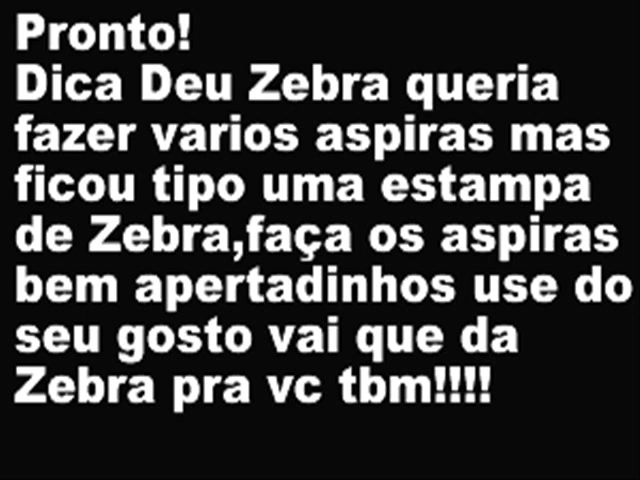 Pronto!
Dica Deu Zebra queria
fazer varios aspiras mas
ficou tipo uma estampa
de Zebra,faça os aspiras
bem apertadinhos use do
seu gosto vai que da
Zebra pra vc tbm!!!!